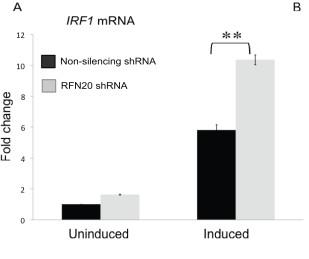 A
B
IRF1 mRNA
Fold change
12
10
8
6
4
2
0
Non-silencing shRNA
RFN20 shRNA
**
Uninduced
Induced